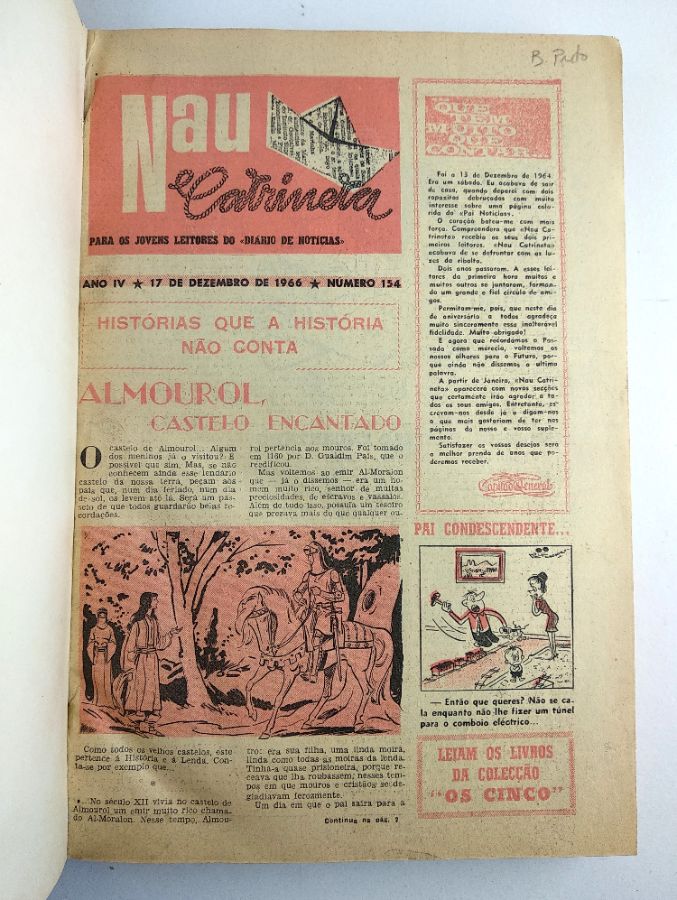 B. Preto
Nau
Catrineta
PARA OS JOVENS LEITORES DO «DIÁRIO DE NOTÍCIAS»
ANO IV ★ 17 DE DEZEMBRO DE 1966 ★ NÚMERO 154
HISTÓRIAS QUE A HISTÓRIA
NÃO CONTA
ALMOUROL,
CASTELO ENCANTADO
O castelo de Almourol... Algum
dos meninos já o visitou? É
possível que sim. Mas, se não
conhecem ainda esse lendário
castelo da nossa terra, peçam aos
pais que, num dia feriado, num dia
de sol, os levem até lá. Será um pas-
seio de que todos guardarão belas re-
cordações.
Como todos os velhos castelos, este
pertence à História e à Lenda. Con-
ta-se por exemplo que...
«...No século XII vivia no castelo de
Almourol um emir muito rico chama-
do Al-Moralon. Nesse tempo, Almou-
rol pertencia aos mouros. Foi tomado
em 1160 por D. Gualdim Pais, que o
reedificou.
Mas voltemos ao emir Al-Moralon
que — já o dissemos — era um ho-
mem muito rico, senhor de muitas
preciosidades, de escravos e vassalos.
Além de tudo isso, possuía um tesoiro
que prezava mais do que qualquer ou-
tro: era sua filha, uma linda moira,
linda como todas as moiras da lenda.
Tinha-a quase prisioneira, porque re-
ceava que lha roubassem; nesses tem-
pos em que mouros e cristãos se de-
gladiavam ferozmente.
Um dia em que o pai saíra para a
Continua na pág. 7
QUEM
TEM
MUITO
QUE
CONTAR...
Foi a 13 de Dezembro de 1964.
Era um sábado. Eu acabava de sair
de casa, quando deparei com dois
rapazitos debruçados com muito
interesse sobre uma página colo-
rida do «Pai Notícias».
O coração bateu-me com mais
força. Compreendera que «Nau Ca-
trineta» recebia os seus dois pri-
meiros leitores. «Nau Catrineta»
acabava de se defrontar com as lu-
zes da ribalta.
Dois anos passaram. A esses lei-
tores da primeira hora muitos e
muitos outros se juntaram, forman-
do um grande e fiel círculo de ami-
gos.
Permitam-me, pois, que neste dia
de aniversário a todos agradeça
muito sinceramente essa inalterável
fidelidade. Muito obrigado!
E agora que recordamos o Pas-
sado como merecia, voltemos os
nossos olhares para o Futuro, por-
que ainda não dissemos a última
palavra.
A partir de Janeiro, «Nau Catri-
neta» aparecerá com novas secções
que certamente irão agradar a to-
dos os seus amigos. Entretanto, es-
crevam-nos desde já e digam-nos
o que mais gostariam de ter nas
páginas do nosso e vosso suple-
mento.
Satisfazer os vossos desejos será
a melhor prenda de anos que po-
deremos receber.
Capitão-General
PAI CONDESCENDENTE...
— Então que queres? Não se ca-
la enquanto não lhe fizer um túnel
para o comboio eléctrico...
LEIAM OS LIVROS
DA COLECÇÃO
"OS CINCO"